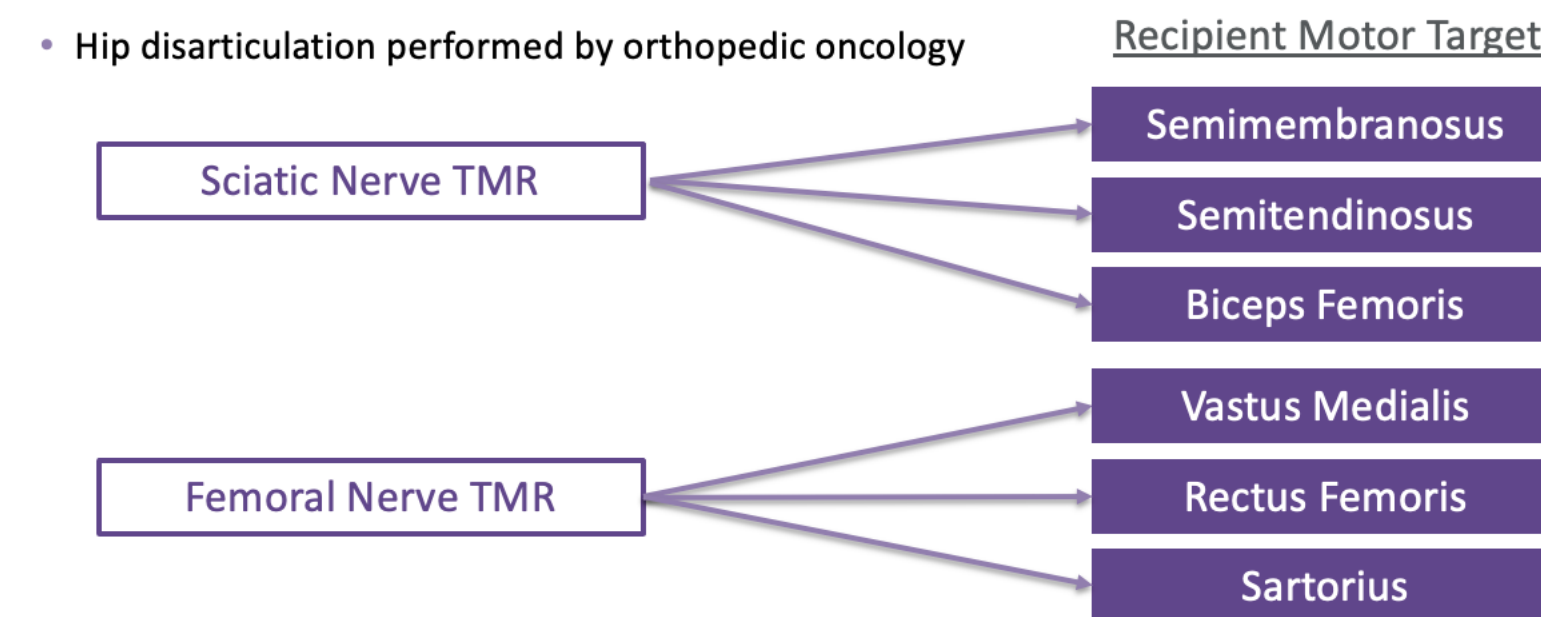 • Hip disarticulation performed by orthopedic oncology
Recipient Motor Target
Sciatic Nerve TMR
Semimembranosus
Semitendinosus
Biceps Femoris
Femoral Nerve TMR
Vastus Medialis
Rectus Femoris
Sartorius